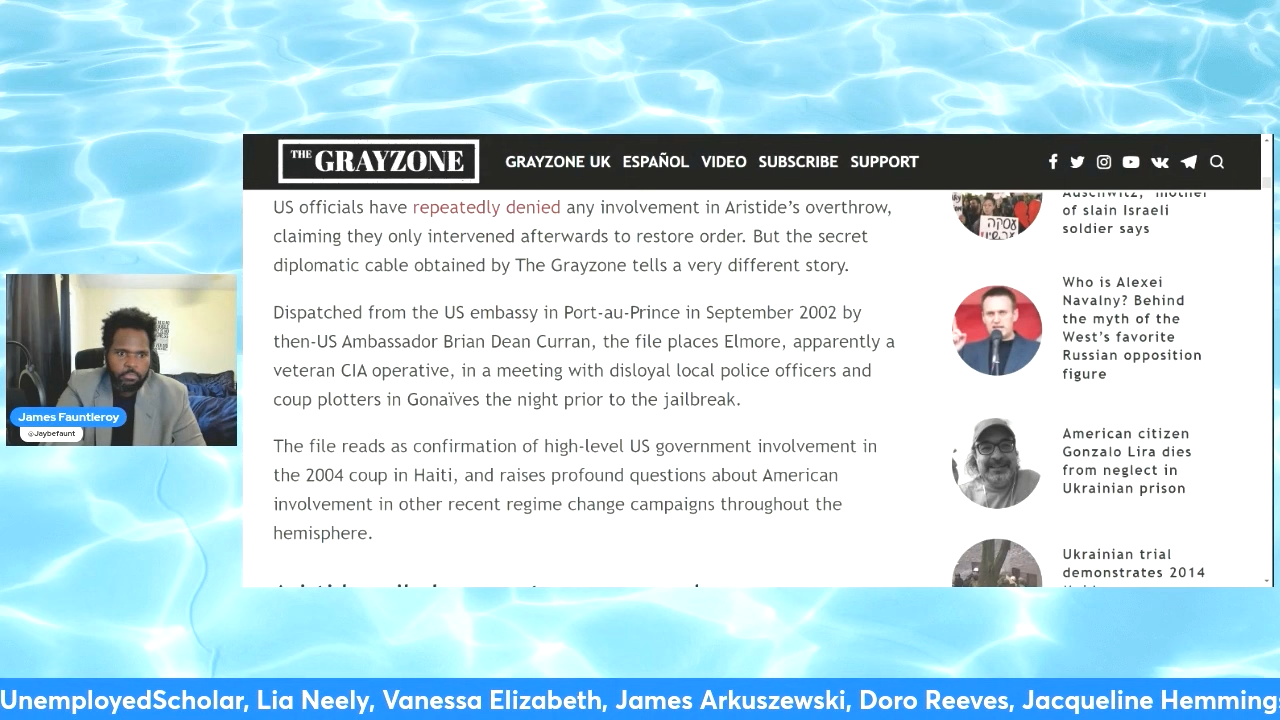 THE GRAYZONE
GRAYZONE UK ESPAÑOL VIDEO SUBSCRIBE SUPPORT
US officials have repeatedly denied any involvement in Aristide’s overthrow,
claiming they only intervened afterwards to restore order. But the secret
diplomatic cable obtained by The Grayzone tells a very different story.
Dispatched from the US embassy in Port-au-Prince in September 2002 by
then-US Ambassador Brian Dean Curran, the file places Elmore, apparently a
veteran CIA operative, in a meeting with disloyal local police officers and
coup plotters in Gonaïves the night prior to the jailbreak.
The file reads as confirmation of high-level US government involvement in
the 2004 coup in Haiti, and raises profound questions about American
involvement in other recent regime change campaigns throughout the
hemisphere.
Auschwitz,’ mother
of slain Israeli
soldier says
Who is Alexei
Navalny? Behind
the myth of the
West’s favorite
Russian opposition
figure
American citizen
Gonzalo Lira dies
from neglect in
Ukrainian prison
Ukrainian trial
demonstrates 2014
James Fauntleroy
@Jaybefaunt
UnemployedScholar, Lia Neely, Vanessa Elizabeth, James Arkuszewski, Doro Reeves, Jacqueline Hemming,